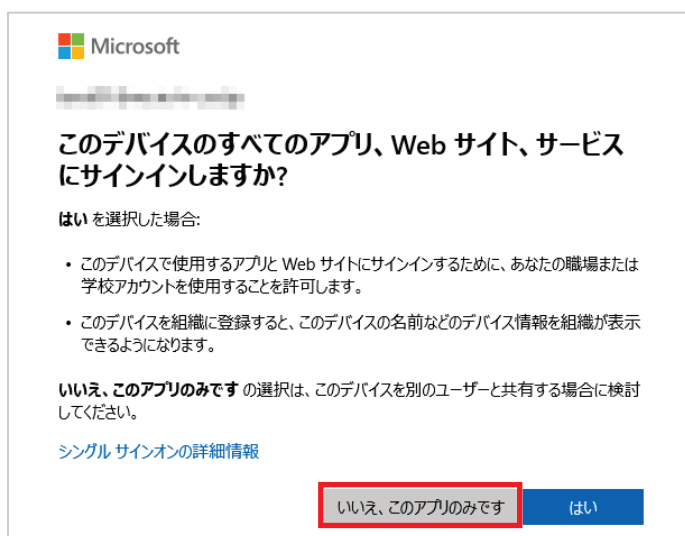 Microsoft
このデバイスのすべてのアプリ、Web サイト、サービス
にサインインしますか?
はい を選択した場合:
• このデバイスで使用するアプリと Web サイトにサインインするために、あなたの職場または
学校アカウントを使用することを許可します。
• このデバイスを組織に登録すると、このデバイスの名前などのデバイス情報を組織が表示
できるようになります。
いいえ、このアプリのみです の選択は、このデバイスを別のユーザーと共有する場合に検討
してください。
シングル サインオンの詳細情報
いいえ、このアプリのみです
はい